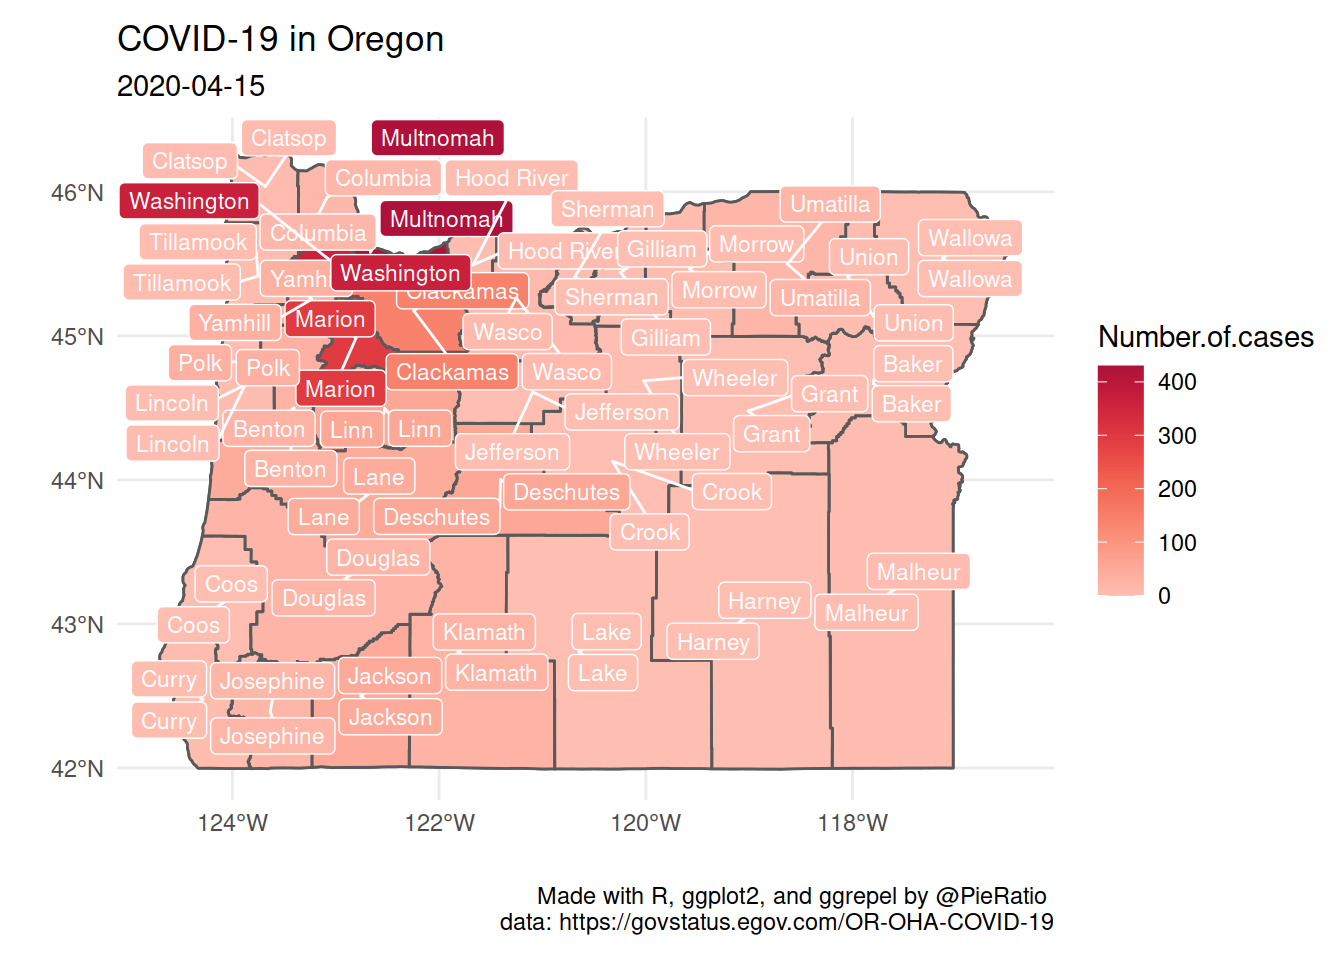 COVID-19 in Oregon
2020-04-15
Clatsop
Multnomah
Clatsop
Columbia
Hood River
46°N
Washington
Umatilla
Sherman
Multnomah
Columbia
Wallowa
Tillamook
Hood River
Gilliam
Morrow
Union
Washington
Yamh
Wallowa
Tillamook
Clackamas
Sherman
Morrow
Umatilla
Yamhill
Marion
Wasco
Union
45°N
Gilliam
Number.of.cases
Polk
Polk
Clackamas
Wasco
Wheeler
Baker
400
Marion
Lincoln
Jefferson
Grant
Baker
300
Benton
Linn
Linn
Grant
Lincoln
Jefferson
Wheeler
200
Benton
Lane
44°N
Deschutes
Crook
Lane
Deschutes
Crook
100
Douglas
Malheur
0
Coos
Douglas
Harney
Malheur
43°N
Coos
Klamath
Lake
Harney
Curry
Josephine
Jackson
Klamath
Lake
Curry
Josephine
Jackson
42°N
124°W
122°W
120°W
118°W
Made with R, ggplot2, and ggrepel by @PieRatio
data: https://govstatus.egov.com/OR-OHA-COVID-19